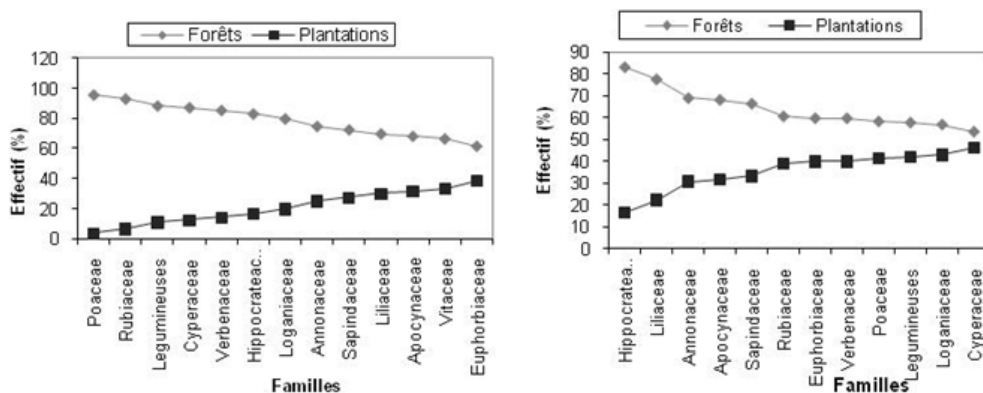 Forêts Plantations
120
100
80
60
40
20
0
Effectif (%)
Poaceae
Rubiaceae
Legumineuses
Cyperaceae
Verbenaceae
Hippocrateac..
Loganiaceae
Annonaceae
Sapindaceae
Liliaceae
Apocynaceae
Vitaceae
Euphorbiaceae
Familles
Forêts Plantations
90
80
70
60
50
40
30
20
10
0
Effectif (%)
Hippocratea..
Liliaceae
Annonaceae
Apocynaceae
Sapindaceae
Rubiaceae
Euphorbiaceae
Verbenaceae
Poaceae
Legumineuses
Loganiaceae
Cyperaceae
Familles